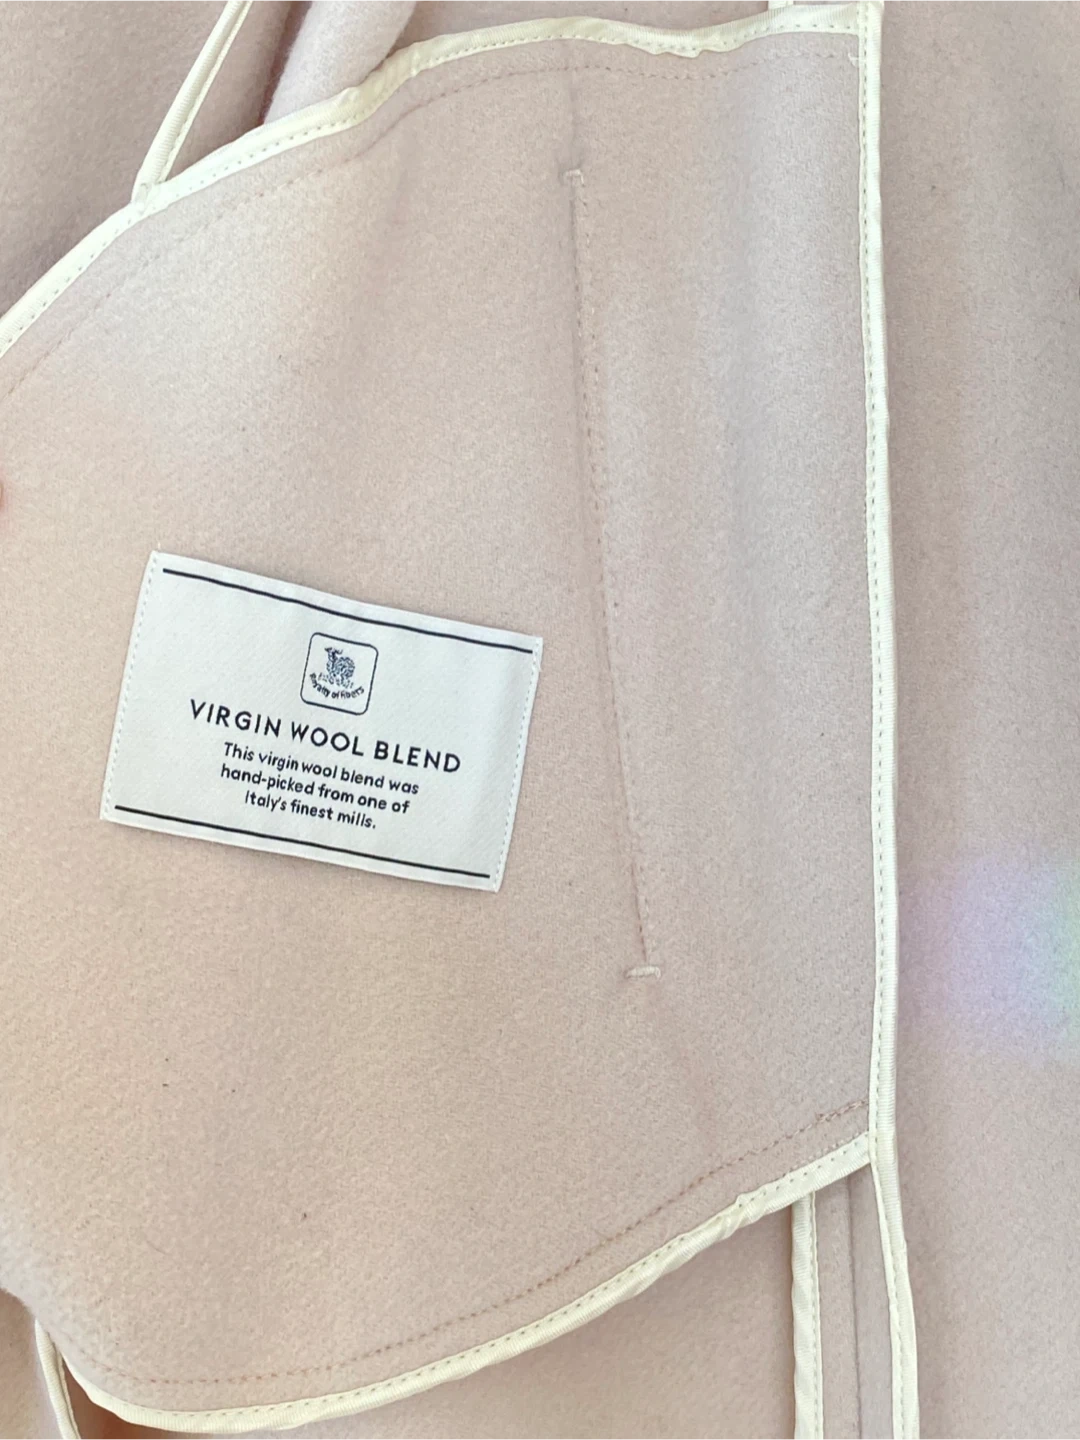 VIRGIN WOOL BLEND
This virgin wool blend was
hand-picked from one of
Italy's finest mills.